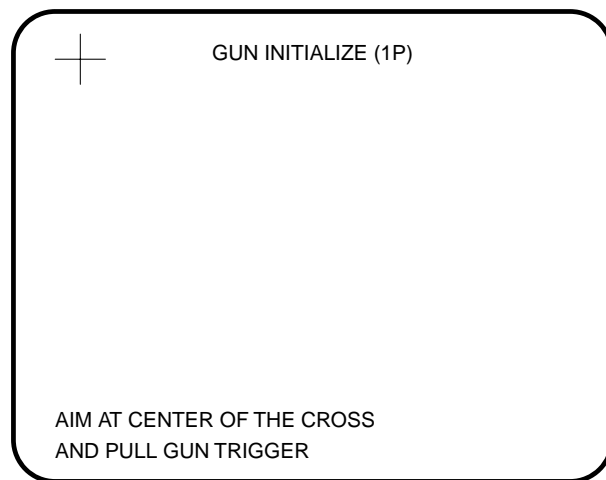 GUN INITIALIZE (1P)
AIM AT CENTER OF THE CROSS
AND PULL GUN TRIGGER